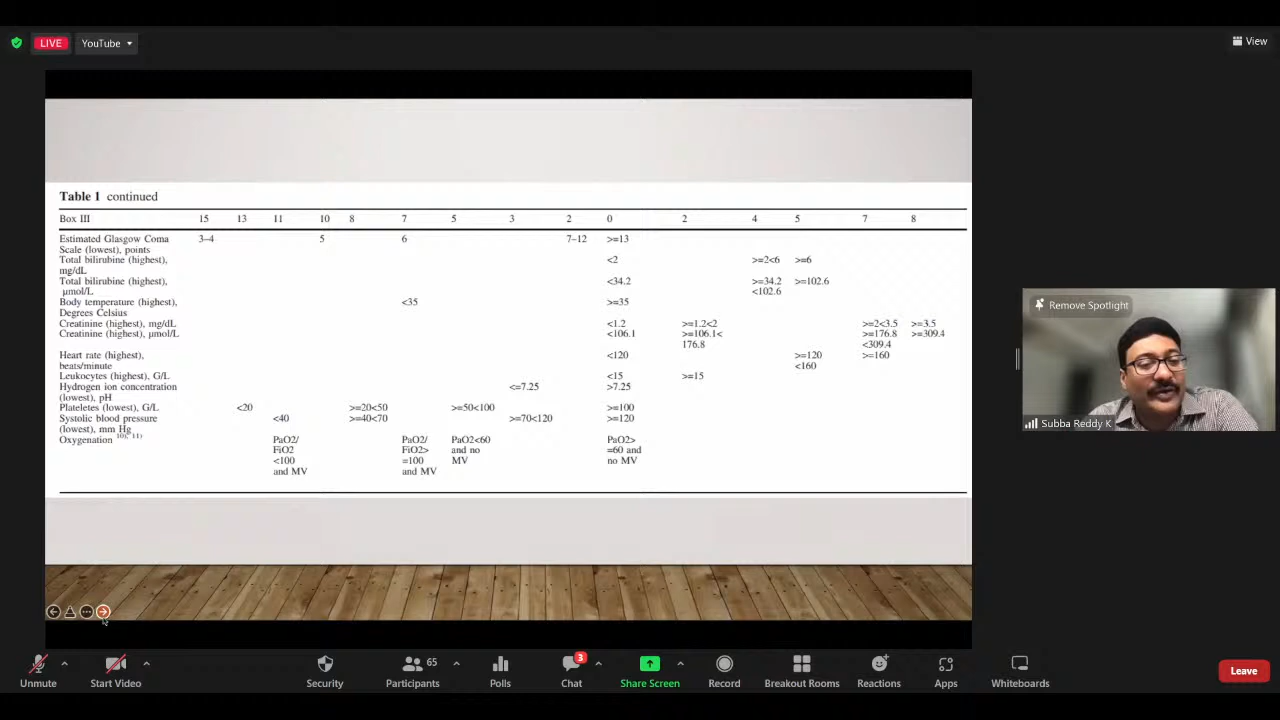 LIVE YouTube View
Table 1 continued
Box III 15 13 11 10 8 7 5 3 2 0 2 4 5 7 8
Estimated Glasgow Coma 3–4 5 6 7–12 >=13
Scale (lowest), points
Total bilirubine (highest), <2 >=2<6 >=6
mg/dL
Total bilirubine (highest), <34.2 >=34.2 >=102.6
μmol/L <102.6
Body temperature (highest), <35 >=35
Degrees Celsius
Creatinine (highest), mg/dL <1.2 >=1.2<2 >=2<3.5 >=3.5
Creatinine (highest), μmol/L <106.1 >=106.1< >=176.8 >=309.4
176.8 <309.4
Heart rate (highest), <120 >=120 >=160
beats/minute <160
Leukocytes (highest), G/L <15 >=15
Hydrogen ion concentration <=7.25 >7.25
(lowest), pH
Plateletes (lowest), G/L <20 >=20<50 >=50<100 >=100
Systolic blood pressure <40 >=40<70 >=70<120 >=120
(lowest), mm Hg
Oxygenation 10), 11) PaO2/ PaO2/ PaO2<60 PaO2>
FiO2 FiO2> and no =60 and
<100 =100 MV no MV
and MV and MV
Remove Spotlight
Subba Reddy K
65 3
Unmute Start Video Security Participants Polls Chat Share Screen Record Breakout Rooms Reactions Apps Whiteboards Leave